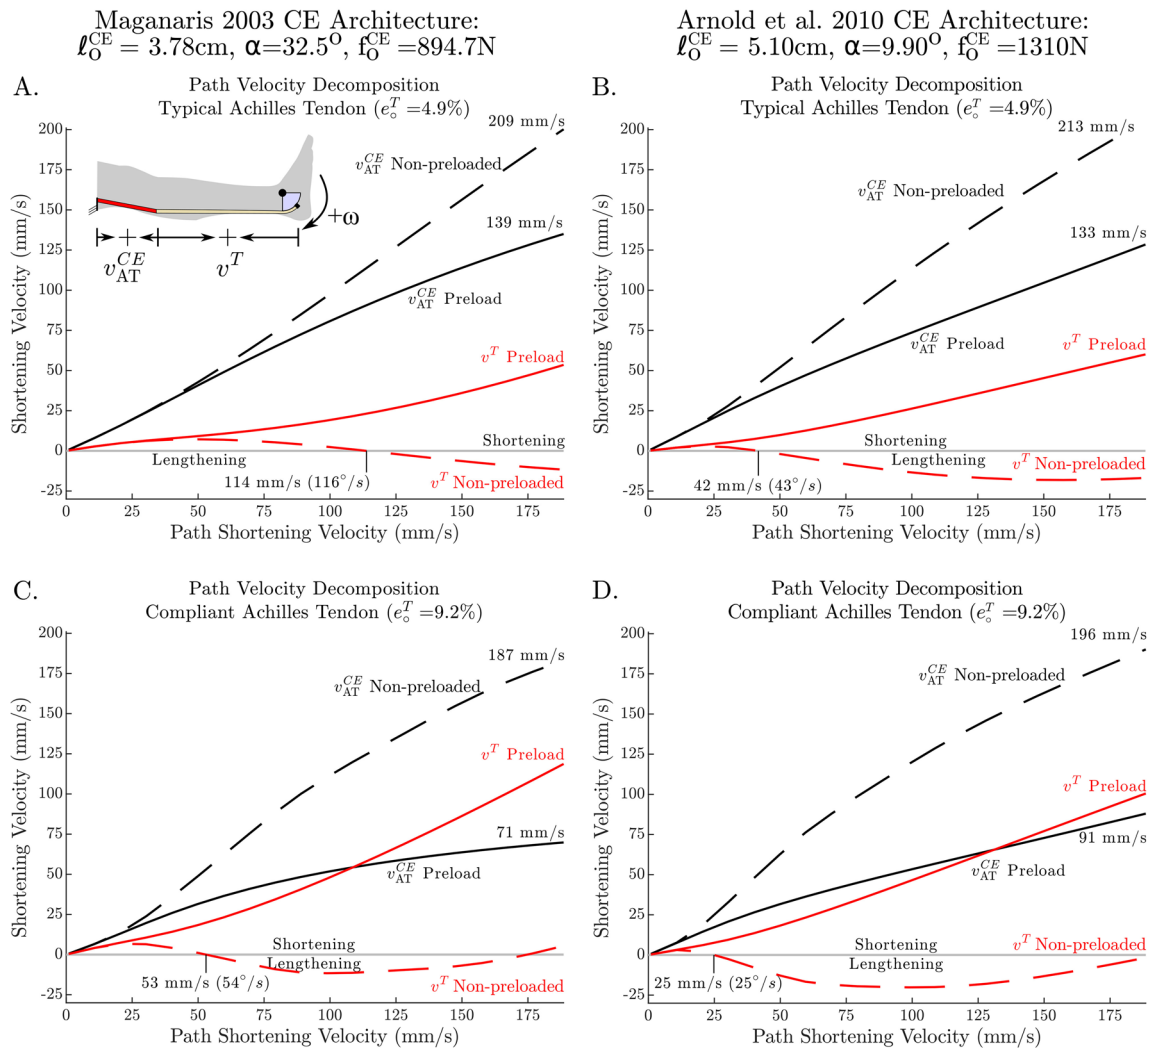 Maganaris 2003 CE Architecture:
ℓ_O^CE = 3.78cm, α=32.5°, f_O^CE =894.7N
Arnold et al. 2010 CE Architecture:
ℓ_O^CE = 5.10cm, α=9.90°, f_O^CE =1310N
A.
Path Velocity Decomposition
Typical Achilles Tendon (e_∘^T =4.9%)
Shortening Velocity (mm/s)
200
175
150
125
100
75
50
25
0
-25
209 mm/s
v_AT^CE Non-preloaded
+ω
v_AT^CE
v^T
139 mm/s
v_AT^CE Preload
v^T Preload
Shortening
Lengthening
114 mm/s (116°/s)
v^T Non-preloaded
0 25 50 75 100 125 150 175
Path Shortening Velocity (mm/s)
B.
Path Velocity Decomposition
Typical Achilles Tendon (e_∘^T =4.9%)
Shortening Velocity (mm/s)
200
175
150
125
100
75
50
25
0
-25
213 mm/s
v_AT^CE Non-preloaded
133 mm/s
v_AT^CE Preload
v^T Preload
Shortening
Lengthening
v^T Non-preloaded
42 mm/s (43°/s)
0 25 50 75 100 125 150 175
Path Shortening Velocity (mm/s)
C.
Path Velocity Decomposition
Compliant Achilles Tendon (e_∘^T =9.2%)
Shortening Velocity (mm/s)
200
175
150
125
100
75
50
25
0
-25
187 mm/s
v_AT^CE Non-preloaded
v^T Preload
71 mm/s
v_AT^CE Preload
Shortening
Lengthening
53 mm/s (54°/s)
v^T Non-preloaded
0 25 50 75 100 125 150 175
Path Shortening Velocity (mm/s)
D.
Path Velocity Decomposition
Compliant Achilles Tendon (e_∘^T =9.2%)
Shortening Velocity (mm/s)
200
175
150
125
100
75
50
25
0
-25
196 mm/s
v_AT^CE Non-preloaded
v^T Preload
91 mm/s
v_AT^CE Preload
Shortening
v^T Non-preloaded
Lengthening
25 mm/s (25°/s)
0 25 50 75 100 125 150 175
Path Shortening Velocity (mm/s)